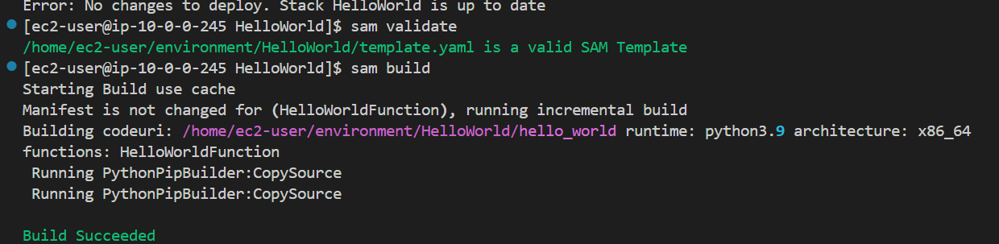 Error: No changes to deploy. Stack HelloWorld is up to date
[ec2-user@ip-10-0-0-245 HelloWorld]$ sam validate
/home/ec2-user/environment/HelloWorld/template.yaml is a valid SAM Template
[ec2-user@ip-10-0-0-245 HelloWorld]$ sam build
Starting Build use cache
Manifest is not changed for (HelloWorldFunction), running incremental build
Building codeuri: /home/ec2-user/environment/HelloWorld/hello_world runtime: python3.9 architecture: x86_64
functions: HelloWorldFunction
 Running PythonPipBuilder:CopySource
 Running PythonPipBuilder:CopySource
Build Succeeded